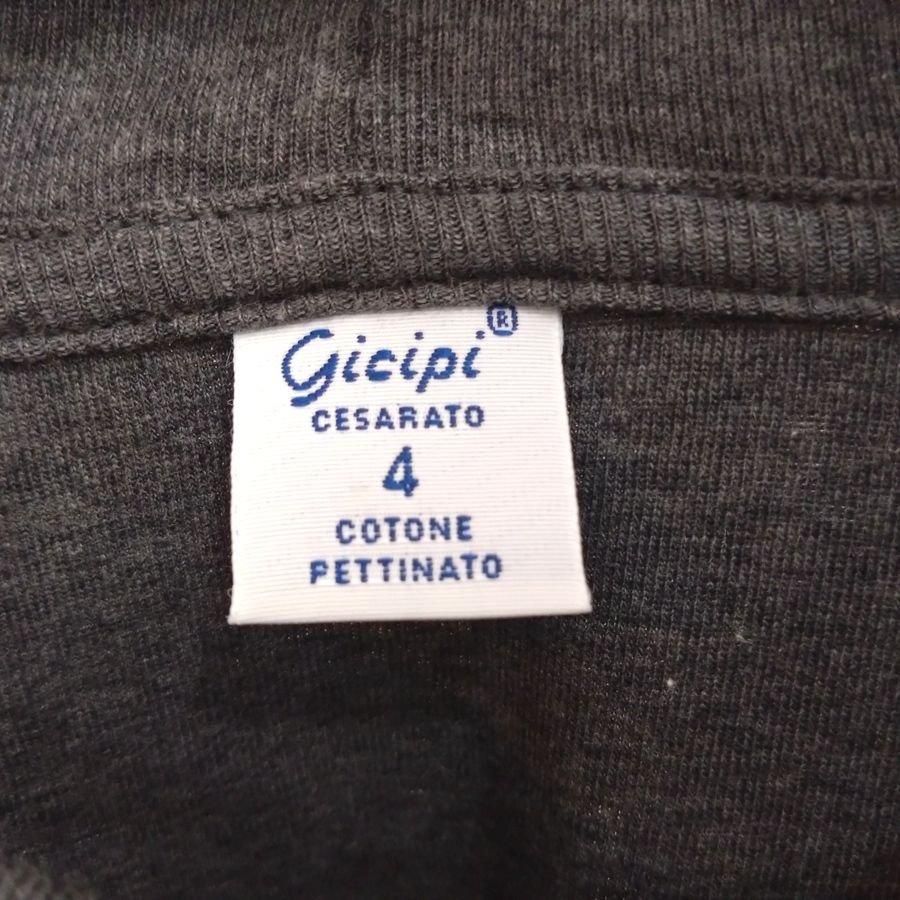 Gicipi®
CESARATO
4
COTONE
PETTINATO